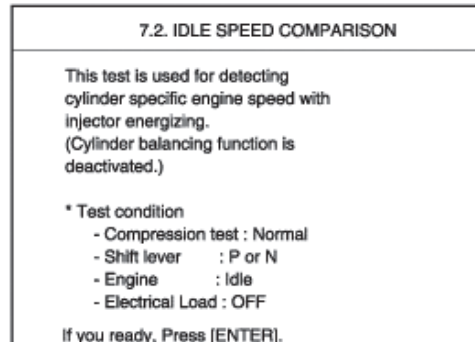 7.2. IDLE SPEED COMPARISON
This test is used for detecting
cylinder specific engine speed with
injector energizing.
(Cylinder balancing function is
deactivated.)
* Test condition
- Compression test : Normal
- Shift lever : P or N
- Engine : Idle
- Electrical Load : OFF
If you ready, Press [ENTER].